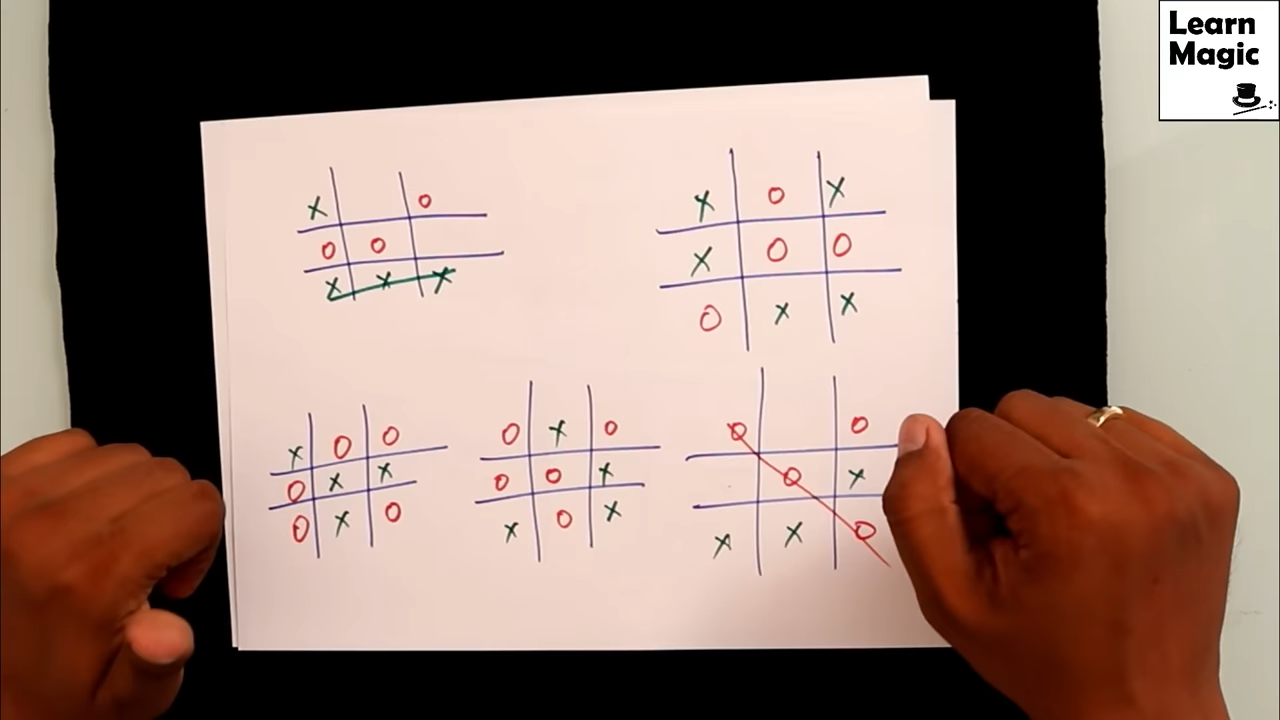 Learn
Magic
X O
O O
X X X
X O X
X O O
O X X
X O O
O X X
O X O
O X O
O O X
X O X
O O
O X
X X O